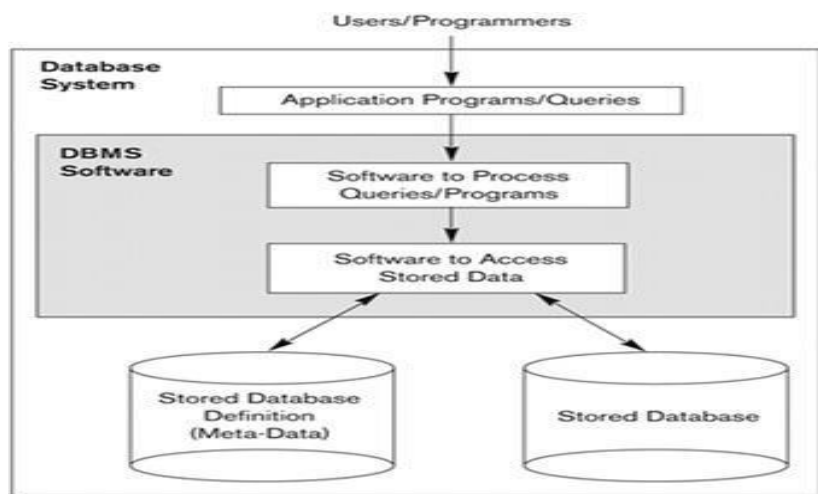 Users/Programmers
Database
System
Application Programs/Queries
DBMS
Software
Software to Process
Queries/Programs
Software to Access
Stored Data
Stored Database
Definition
(Meta-Data)
Stored Database